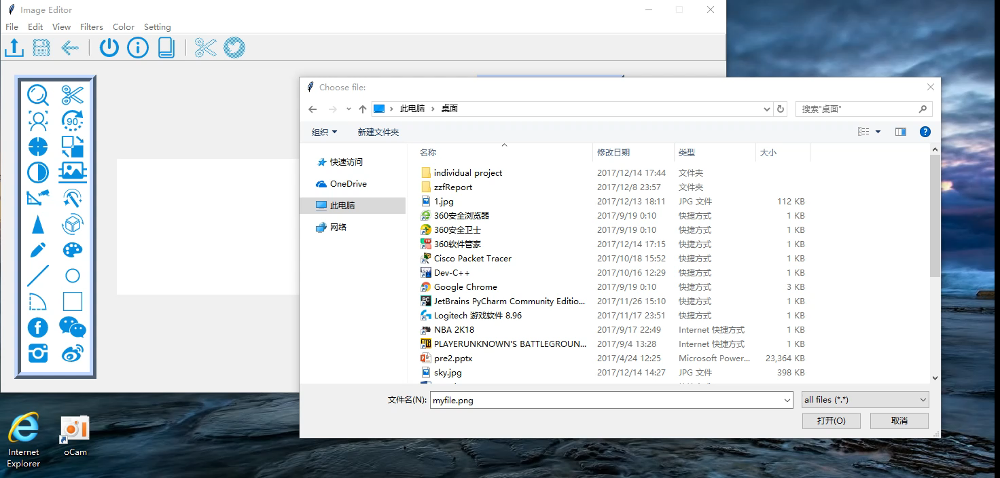 Image Editor
File Edit View Filters Color Setting
90
Choose file:
此电脑 桌面
搜索"桌面"
组织 新建文件夹
快速访问
OneDrive
此电脑
网络
名称 修改日期 类型 大小
individual project 2017/12/14 17:44 文件夹
zzfReport 2017/12/8 23:57 文件夹
1.jpg 2017/12/13 18:11 JPG 文件 112 KB
360安全浏览器 2017/9/19 0:10 快捷方式 1 KB
360安全卫士 2017/9/19 0:10 快捷方式 1 KB
360软件管家 2017/12/14 17:15 快捷方式 1 KB
Cisco Packet Tracer 2017/10/18 15:52 快捷方式 1 KB
Dev-C++ 2017/10/16 12:29 快捷方式 1 KB
Google Chrome 2017/9/19 0:10 快捷方式 3 KB
JetBrains PyCharm Community Editio... 2017/11/26 15:10 快捷方式 1 KB
Logitech 游戏软件 8.96 2017/11/17 23:51 快捷方式 1 KB
NBA 2K18 2017/9/17 22:49 Internet 快捷方式 1 KB
PLAYERUNKNOWN'S BATTLEGROUN... 2017/9/4 13:28 Internet 快捷方式 1 KB
pre2.pptx 2017/4/24 12:25 Microsoft Power... 23,364 KB
sky.jpg 2017/12/14 14:27 JPG 文件 398 KB
文件名(N): myfile.png all files (*.*)
打开(O) 取消
Internet
Explorer
oCam